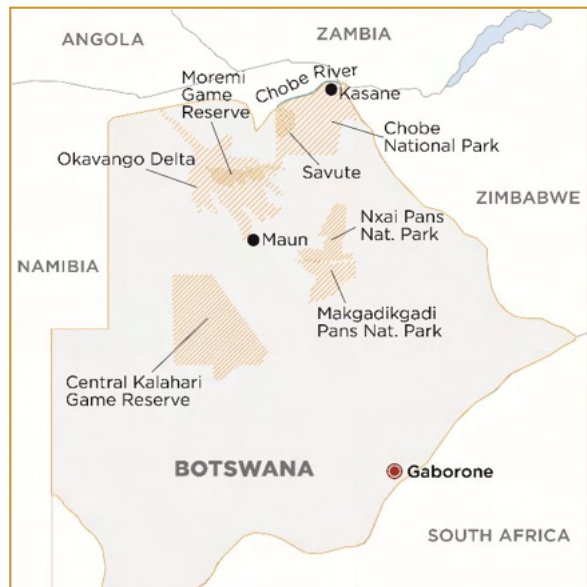 ANGOLA
ZAMBIA
Moremi
Game
Reserve
Chobe River
Kasane
Chobe
National Park
Okavango Delta
Savute
ZIMBABWE
Nxai Pans
Nat. Park
Maun
NAMIBIA
Makgadikgadi
Pans Nat. Park
Central Kalahari
Game Reserve
BOTSWANA
Gaborone
SOUTH AFRICA